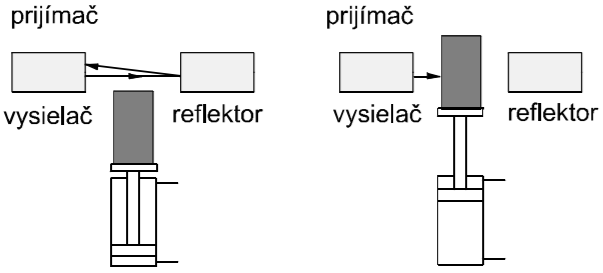 prijímač
vysielač
reflektor
prijímač
vysielač
reflektor